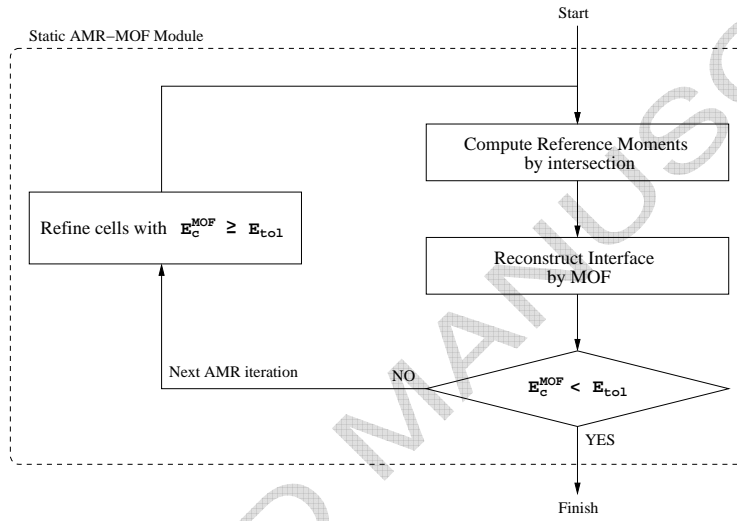 Start
Static AMR–MOF Module
Compute Reference Moments
by intersection
Refine cells with E_c^MOF ≥ E_tol
Reconstruct Interface
by MOF
Next AMR iteration
NO
E_c^MOF < E_tol
YES
Finish
D MANUSC